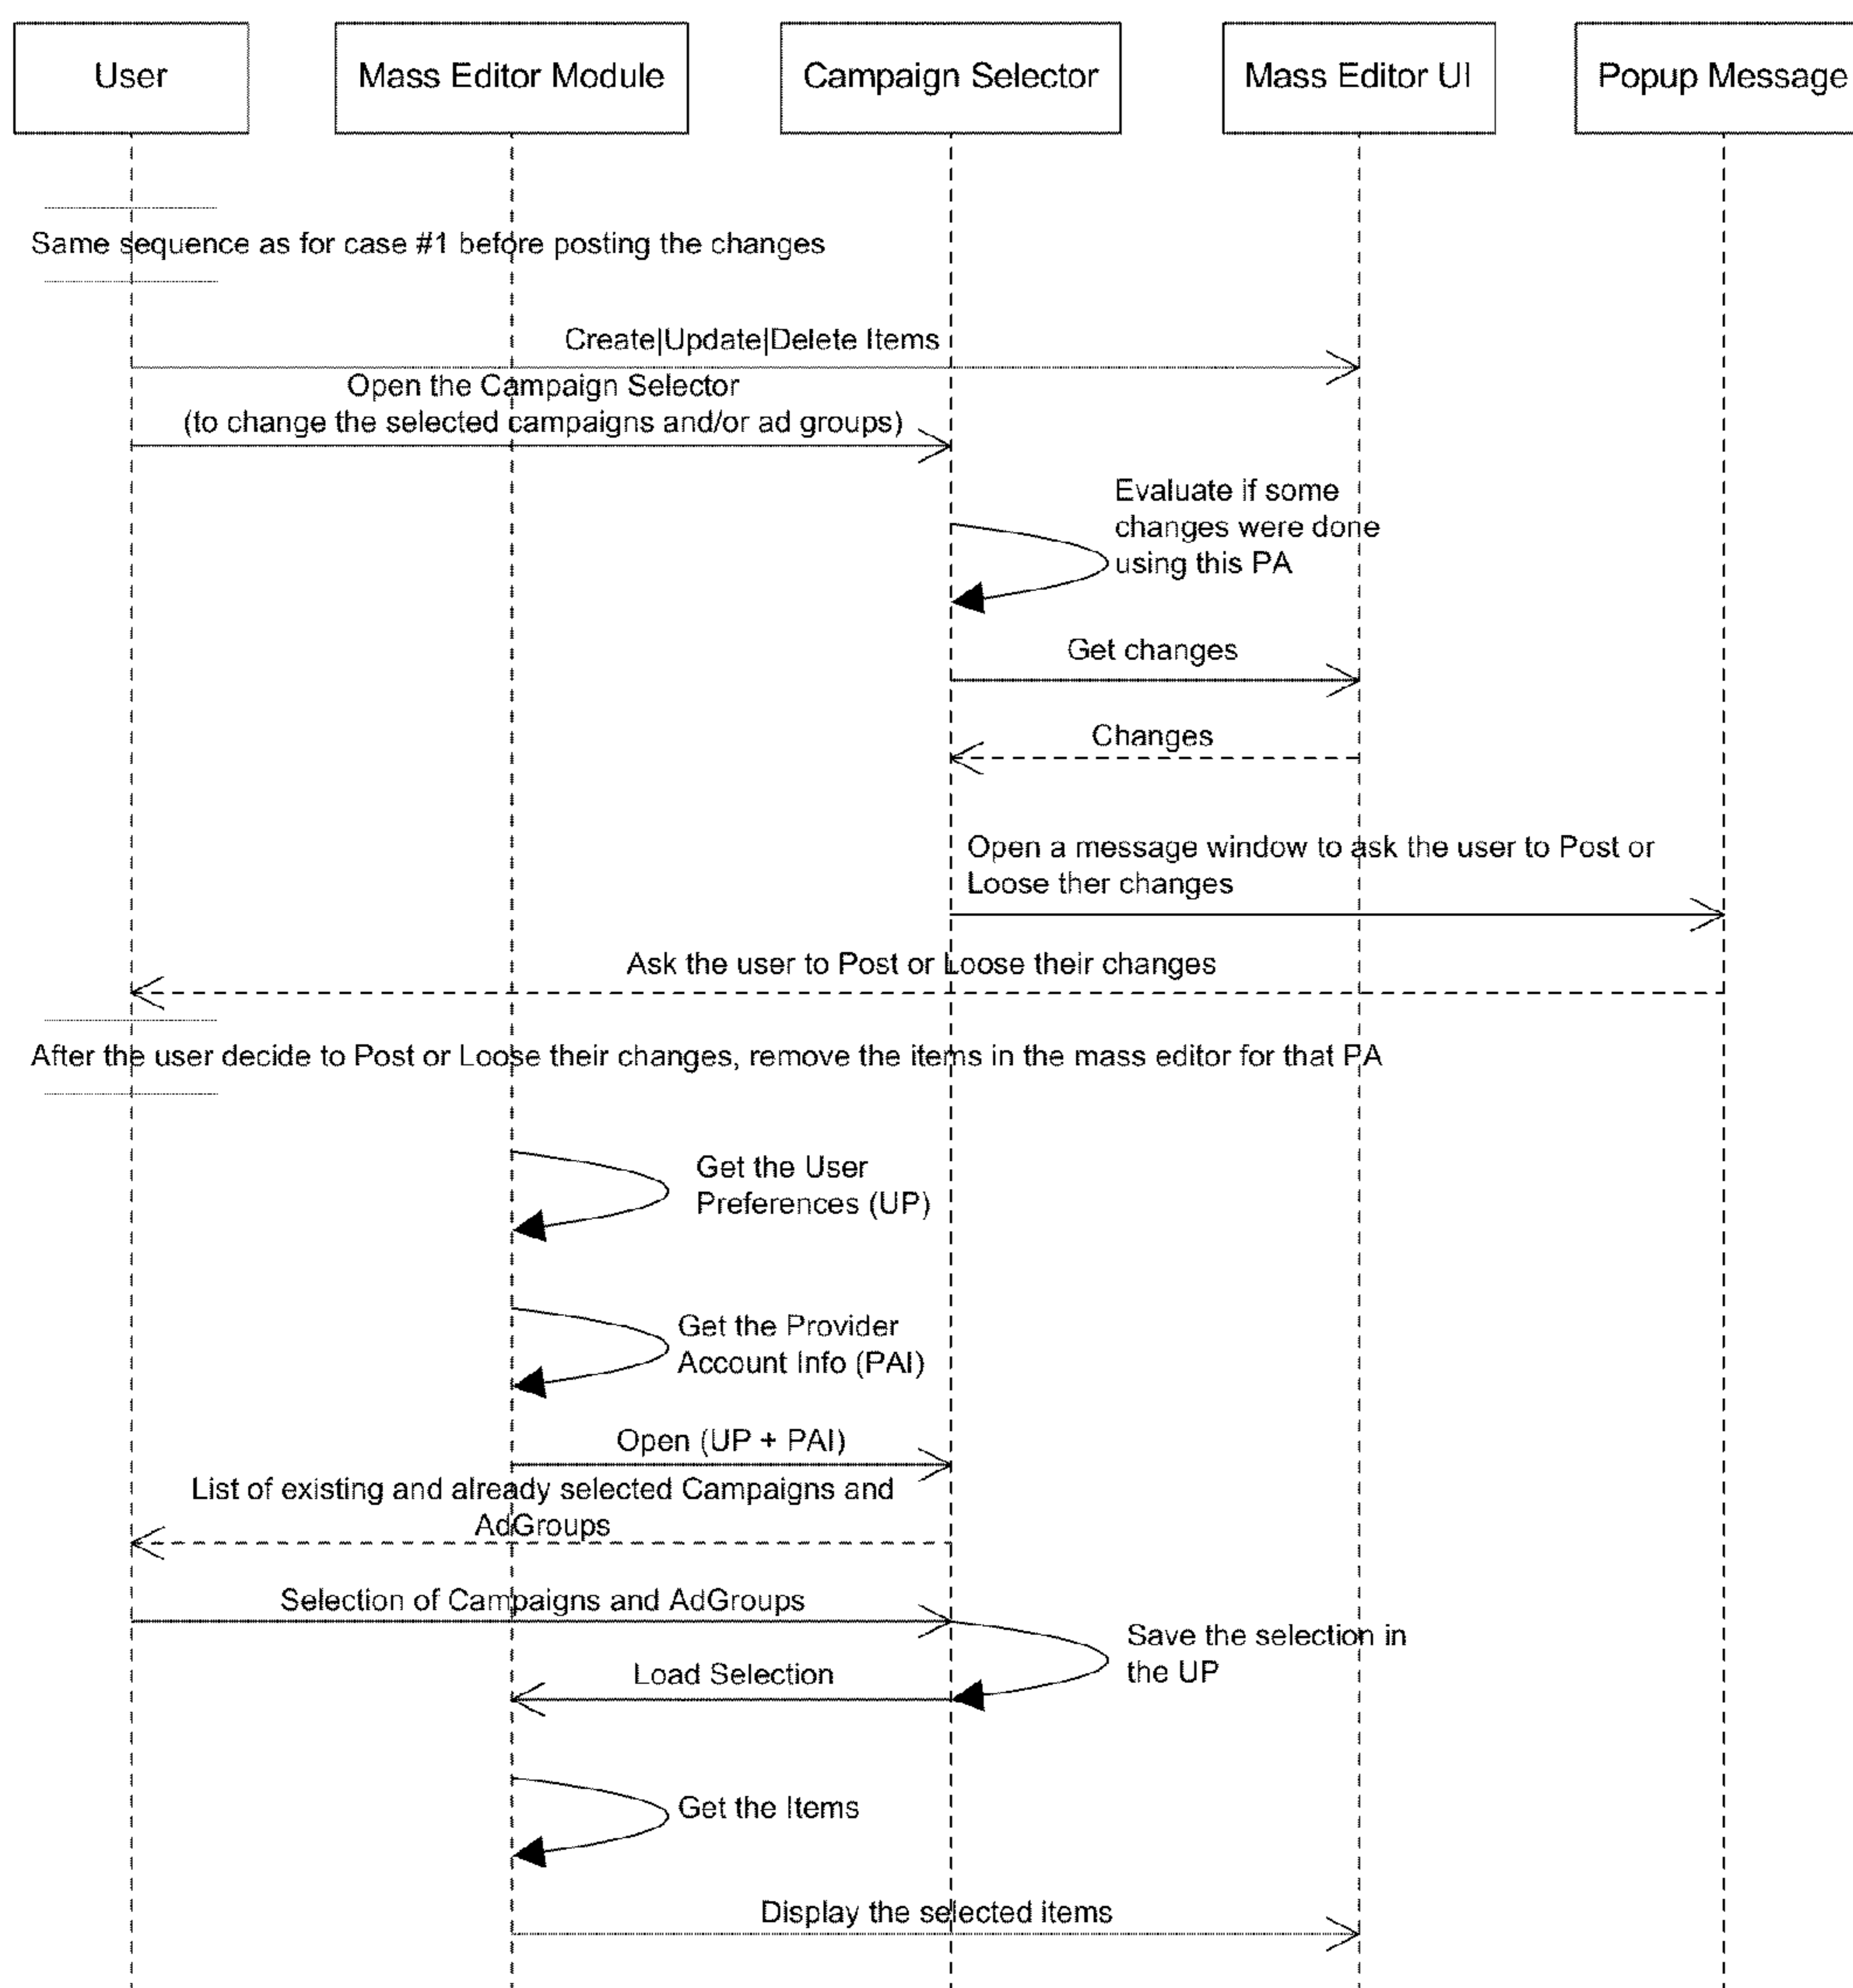 User
Mass Editor Module
Campaign Selector
Mass Editor UI
Popup Message
Same sequence as for case #1 before posting the changes
Create|Update|Delete Items
Open the Campaign Selector
(to change the selected campaigns and/or ad groups)
Evaluate if some
changes were done
using this PA
Get changes
Changes
Open a message window to ask the user to Post or
Loose ther changes
Ask the user to Post or Loose their changes
After the user decide to Post or Loose their changes, remove the items in the mass editor for that PA
Get the User
Preferences (UP)
Get the Provider
Account Info (PAI)
Open (UP + PAI)
List of existing and already selected Campaigns and
AdGroups
Selection of Campaigns and AdGroups
Save the selection in
the UP
Load Selection
Get the Items
Display the selected items